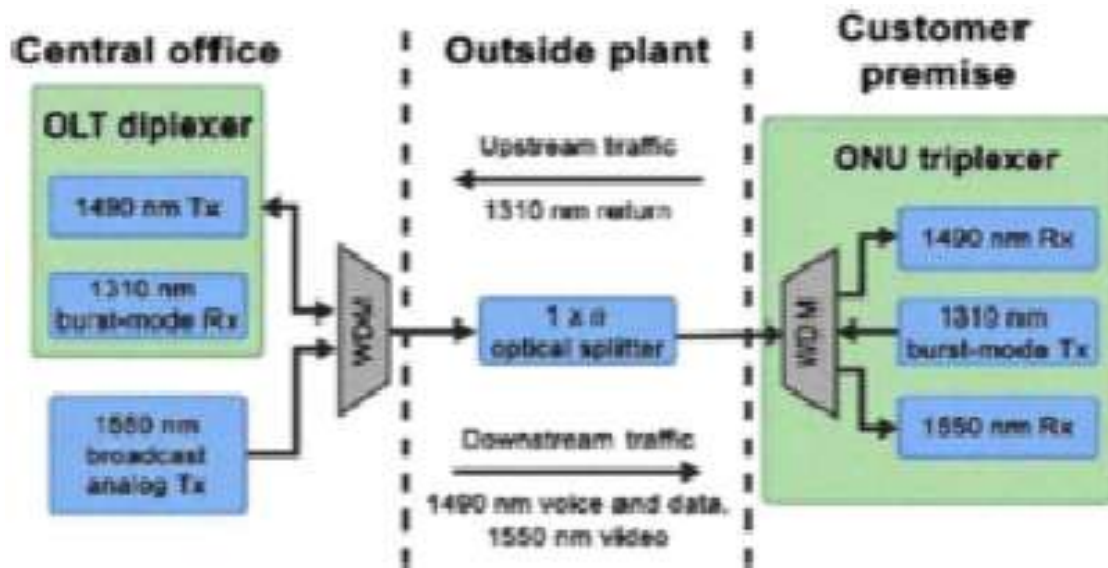 Central office
OLT diplexer
1490 nm Tx
1310 nm
burst-mode Rx
1550 nm
broadcast
analog Tx
WDM
Outside plant
Upstream traffic
1310 nm return
1 x n
optical splitter
Downstream traffic
1490 nm voice and data,
1550 nm video
Customer
premise
ONU triplexer
WDM
1490 nm Rx
1310 nm
burst-mode Tx
1550 nm Rx